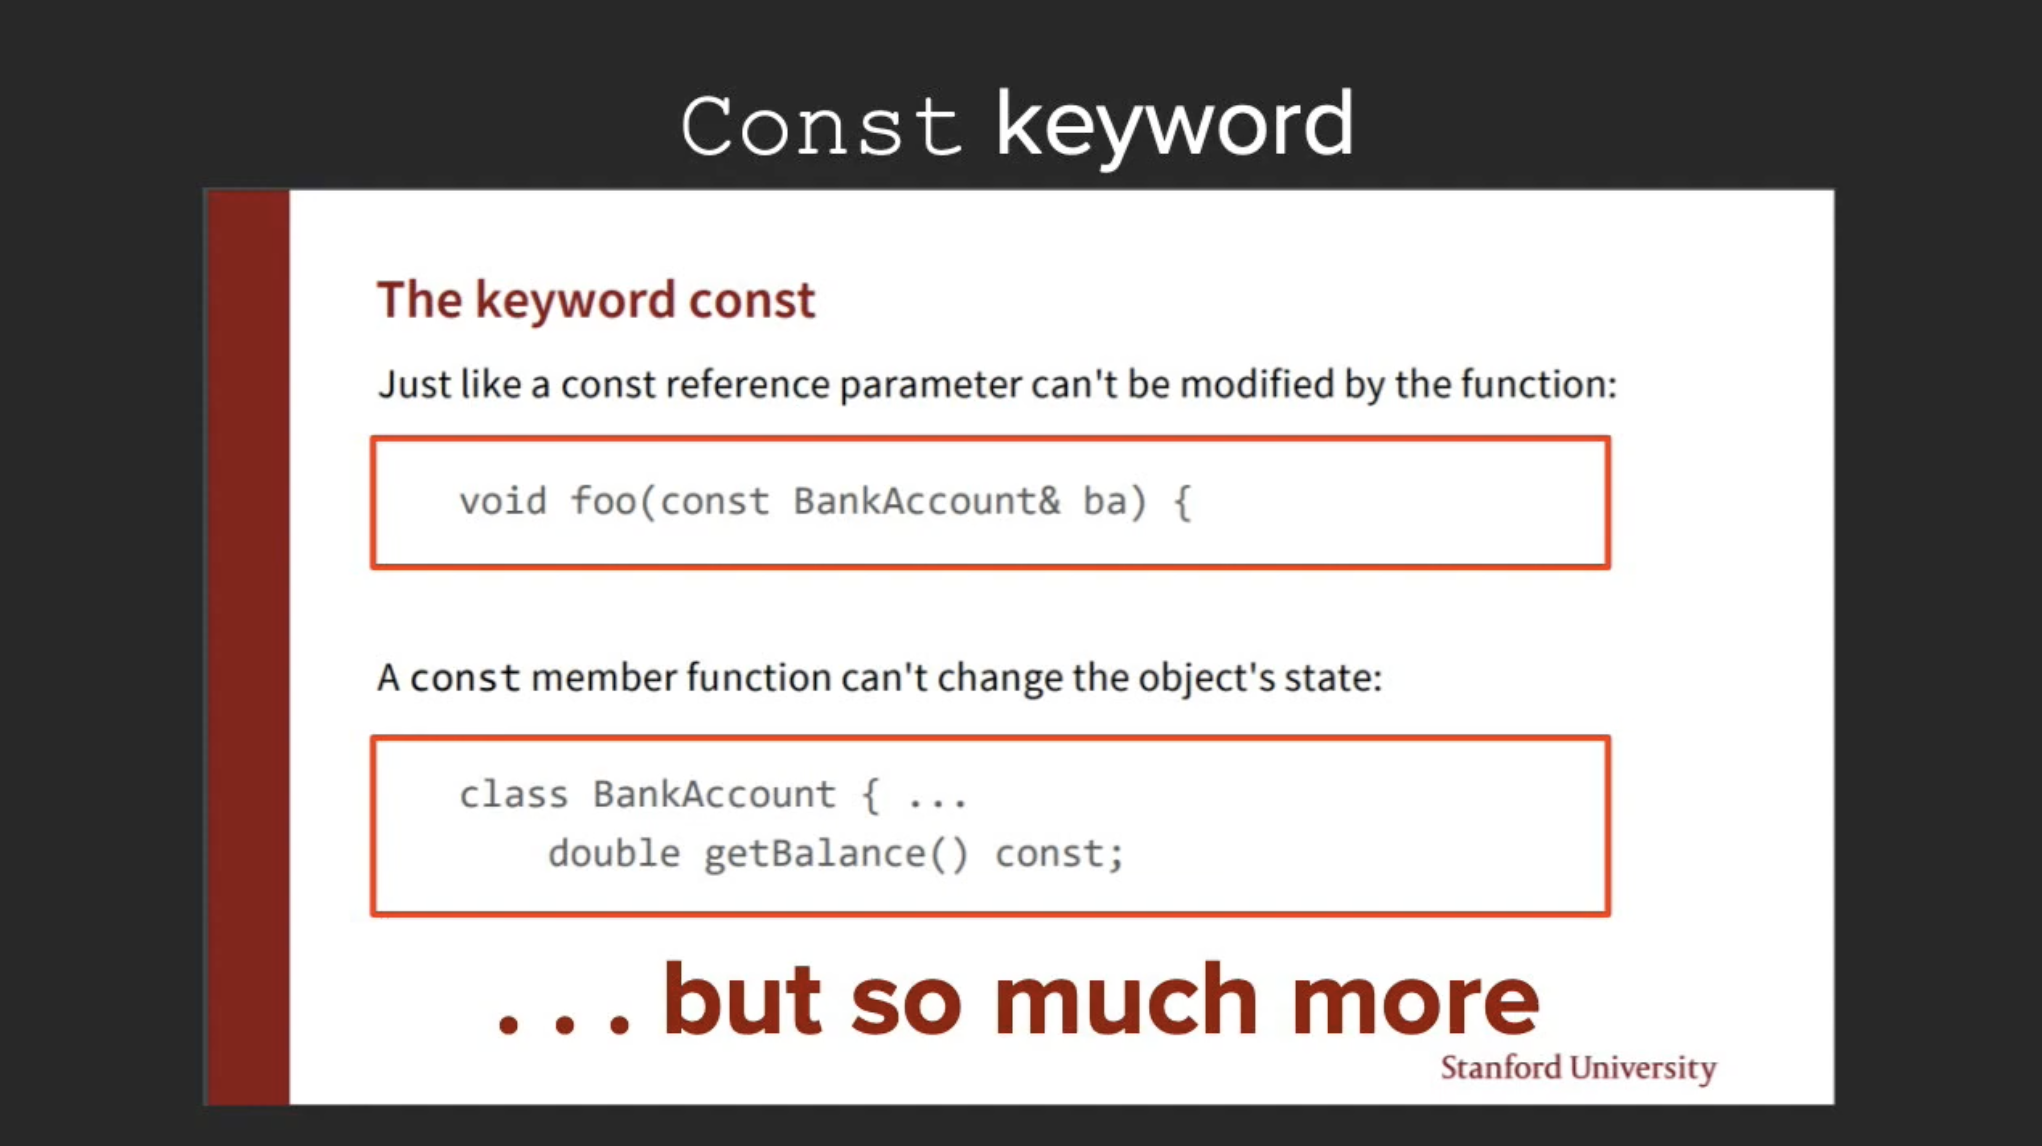 Const keyword
The keyword const
Just like a const reference parameter can't be modified by the function:
void foo(const BankAccount& ba) {
A const member function can't change the object's state:
class BankAccount { ...
double getBalance() const;
. . . but so much more
Stanford University